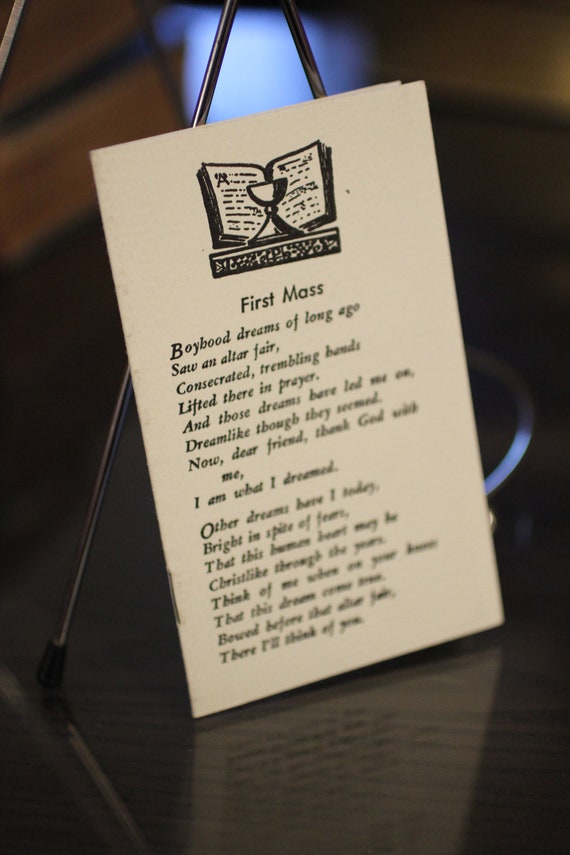 First Mass
Boyhood dreams of long ago
Saw an altar fair,
Consecrated, trembling hands
Lifted there in prayer.
And those dreams have led me on,
Dreamlike though they seemed.
Now, dear friend, thank God with
me,
I am what I dreamed.
Other dreams have I today,
Bright in spite of fears,
That this human heart may be
Christlike through the years.
Think of me when on your knees
That this dream come true.
Bowed before that altar fair,
There I'll think of you.